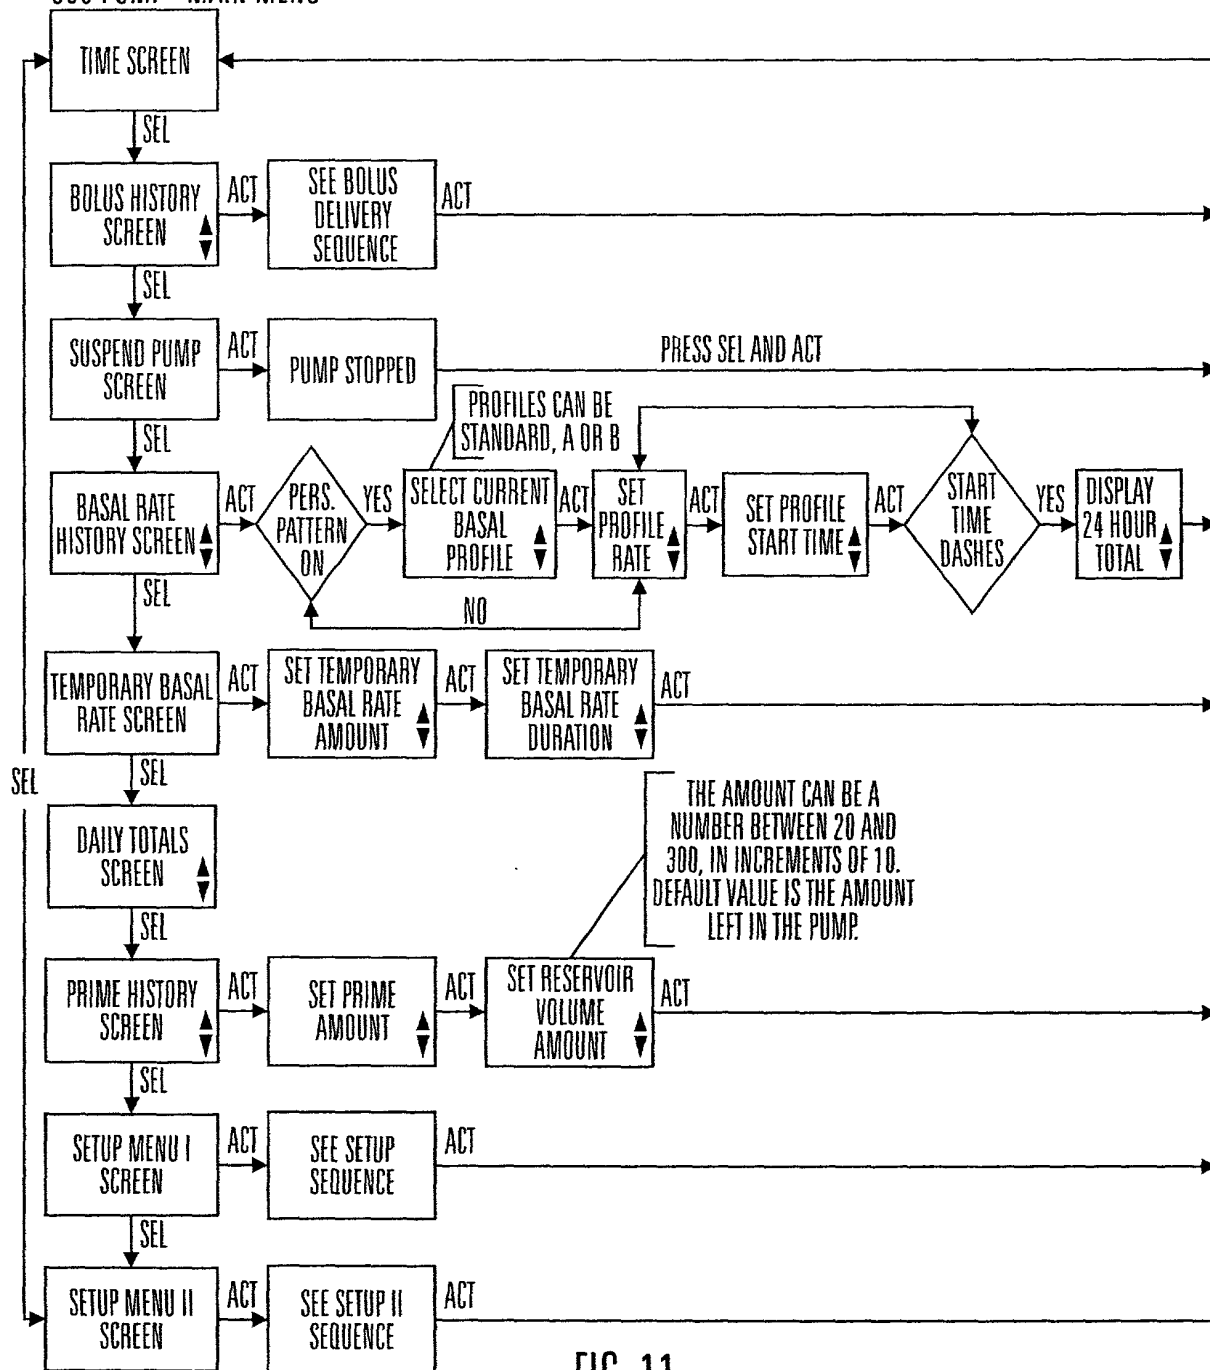 MAIN MENU
TIME SCREEN
SEL
BOLUS HISTORY
SCREEN
ACT
SEE BOLUS
DELIVERY
SEQUENCE
ACT
SEL
SUSPEND PUMP
SCREEN
ACT
PUMP STOPPED
PRESS SEL AND ACT
SEL
PROFILES CAN BE
STANDARD, A OR B
BASAL RATE
HISTORY SCREEN
ACT
PERS.
PATTERN
ON
YES
SELECT CURRENT
BASAL
PROFILE
ACT
SET
PROFILE
RATE
ACT
SET PROFILE
START TIME
ACT
START
TIME
DASHES
YES
DISPLAY
24 HOUR
TOTAL
NO
SEL
TEMPORARY BASAL
RATE SCREEN
ACT
SET TEMPORARY
BASAL RATE
AMOUNT
ACT
SET TEMPORARY
BASAL RATE
DURATION
ACT
SEL
SEL
DAILY TOTALS
SCREEN
THE AMOUNT CAN BE A
NUMBER BETWEEN 20 AND
300, IN INCREMENTS OF 10.
DEFAULT VALUE IS THE AMOUNT
LEFT IN THE PUMP.
SEL
PRIME HISTORY
SCREEN
ACT
SET PRIME
AMOUNT
ACT
SET RESERVOIR
VOLUME
AMOUNT
ACT
SEL
SETUP MENU I
SCREEN
ACT
SEE SETUP
SEQUENCE
ACT
SEL
SETUP MENU II
SCREEN
ACT
SEE SETUP II
SEQUENCE
ACT
FIG. 11